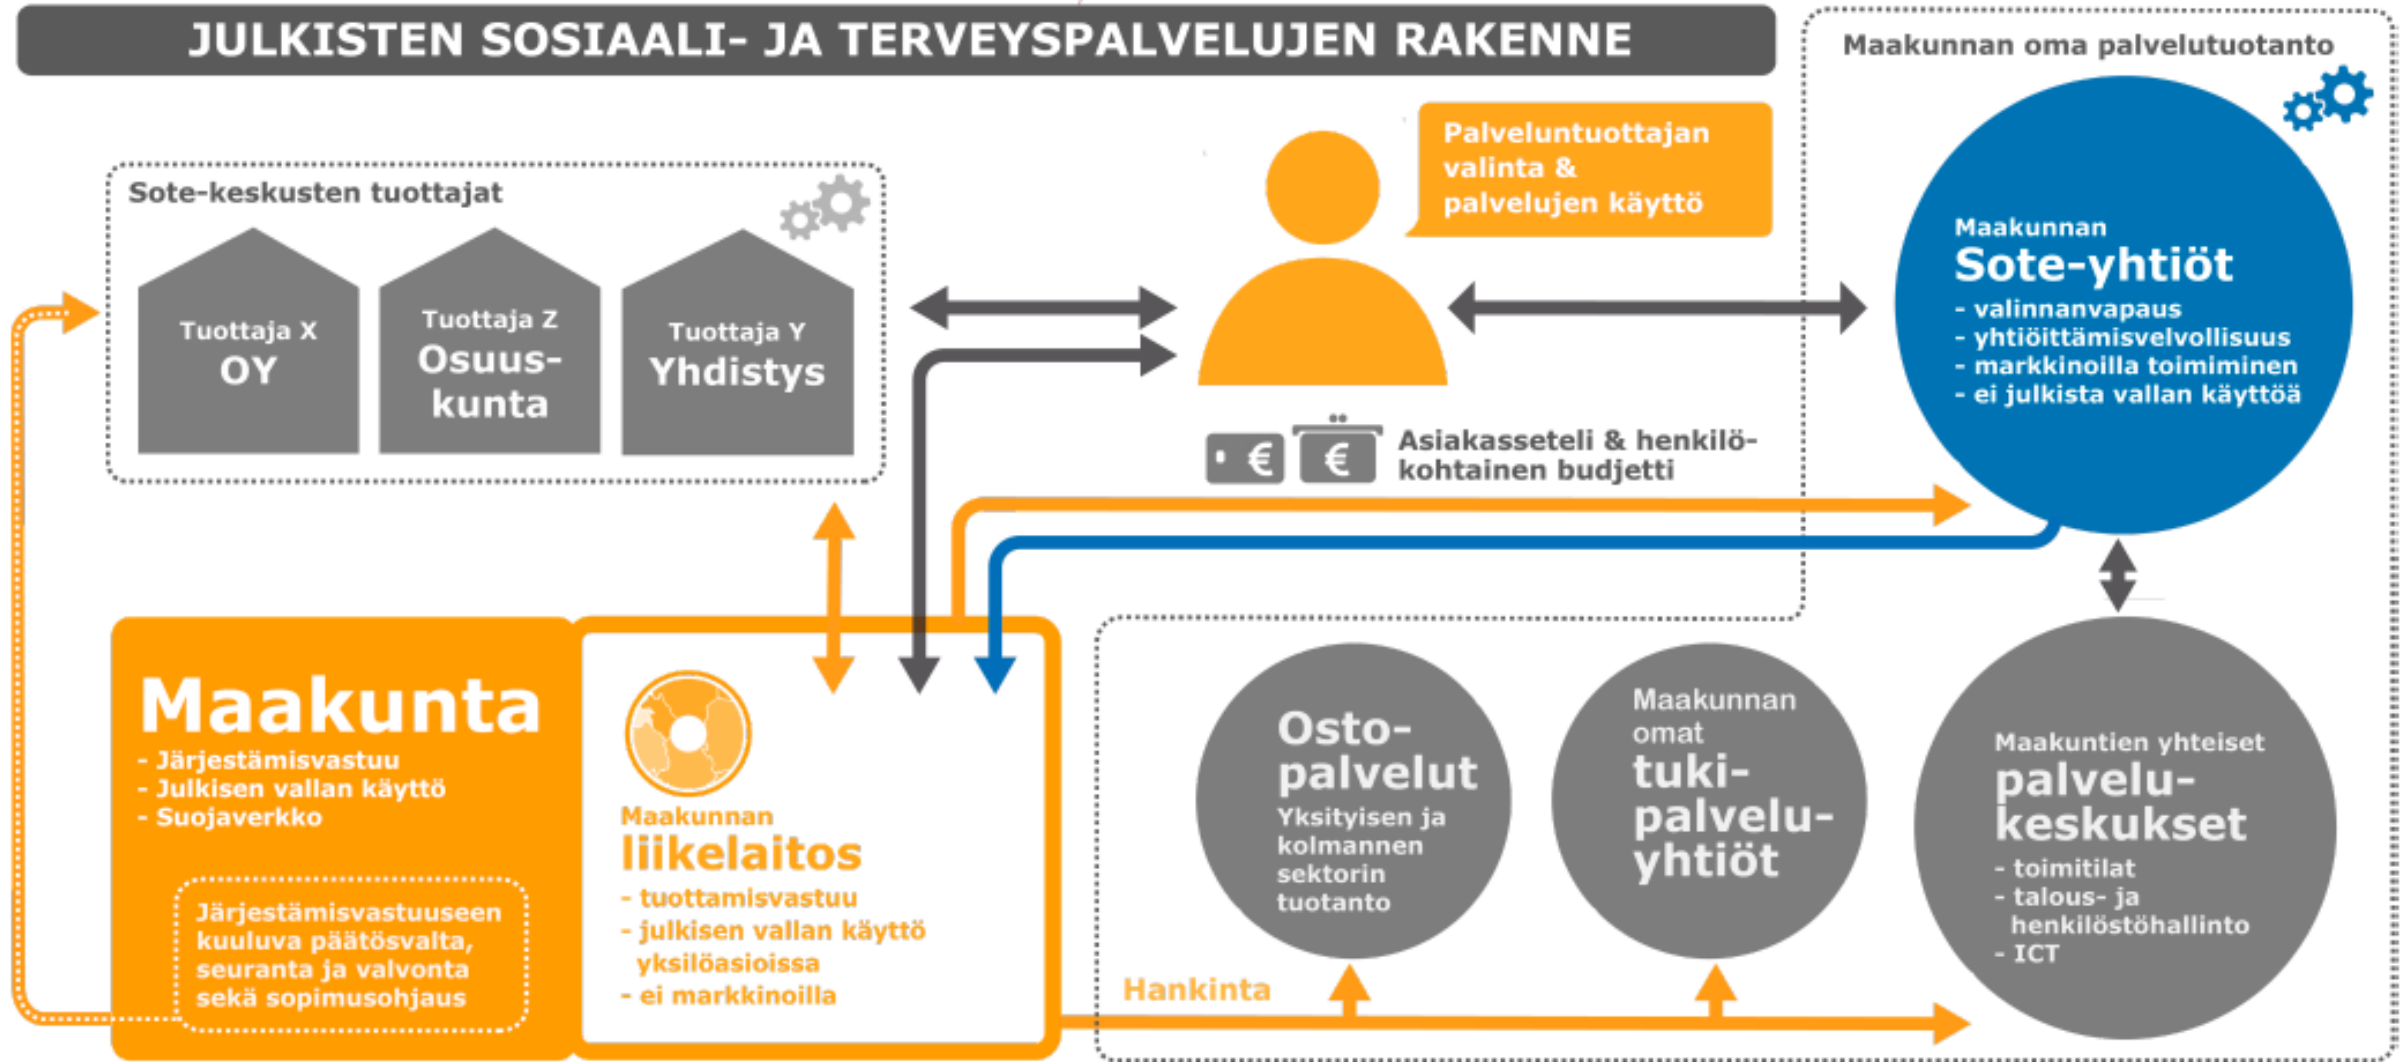 JULKISTEN SOSIAALI- JA TERVEYSPALVELUJEN RAKENNE
Maakunnan oma palvelutuotanto
Palveluntuottajan
valinta &
palvelujen käyttö
Sote-keskusten tuottajat
Tuottaja X
OY
Tuottaja Z
Osuus-
kunta
Tuottaja Y
Yhdistys
Maakunnan
Sote-yhtiöt
- valinnanvapaus
- yhtiöittämisvelvollisuus
- markkinoilla toimiminen
- ei julkista vallan käyttöä
€ €
Asiakasseteli & henkilö-
kohtainen budjetti
Maakunta
- Järjestämisvastuu
- Julkisen vallan käyttö
- Suojaverkko
Järjestämisvastuuseen
kuuluva päätösvalta,
seuranta ja valvonta
sekä sopimusohjaus
Maakunnan
liikelaitos
- tuottamisvastuu
- julkisen vallan käyttö
yksilöasioissa
- ei markkinoilla
Hankinta
Osto-
palvelut
Yksityisen ja
kolmannen
sektorin
tuotanto
Maakunnan
omat
tuki-
palvelu-
yhtiöt
Maakuntien yhteiset
palvelu-
keskukset
- toimitilat
- talous- ja
henkilöstöhallinto
- ICT